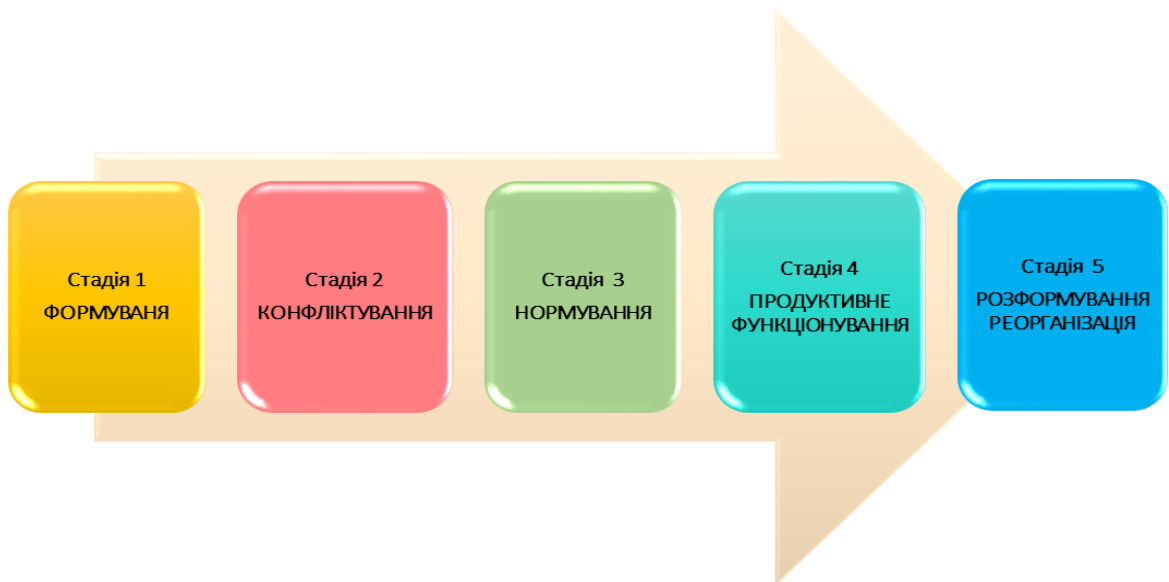 Стадія 1
ФОРМУВАНЯ
Стадія 2
КОНФЛІКТУВАННЯ
Стадія 3
НОРМУВАННЯ
Стадія 4
ПРОДУКТИВНЕ
ФУНКЦІОНУВАННЯ
Стадія 5
РОЗФОРМУВАННЯ
РЕОРГАНІЗАЦІЯ